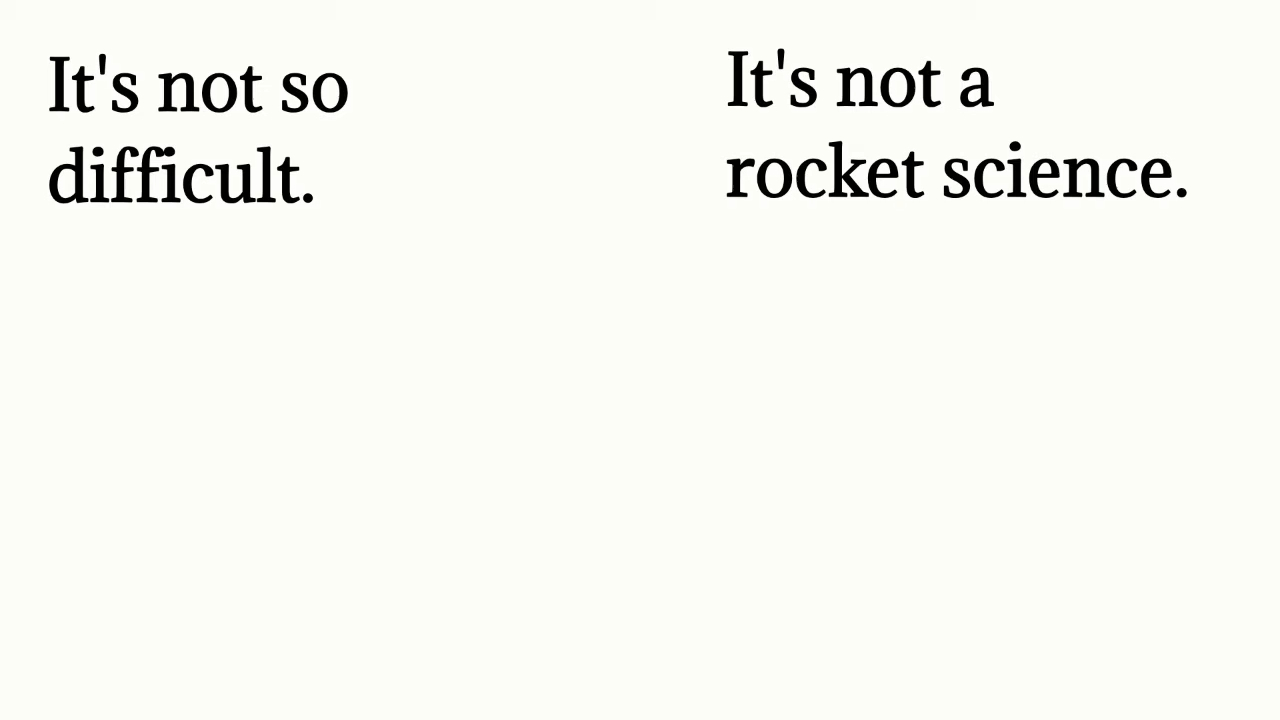 It's not so
difficult.
It's not a
rocket science.